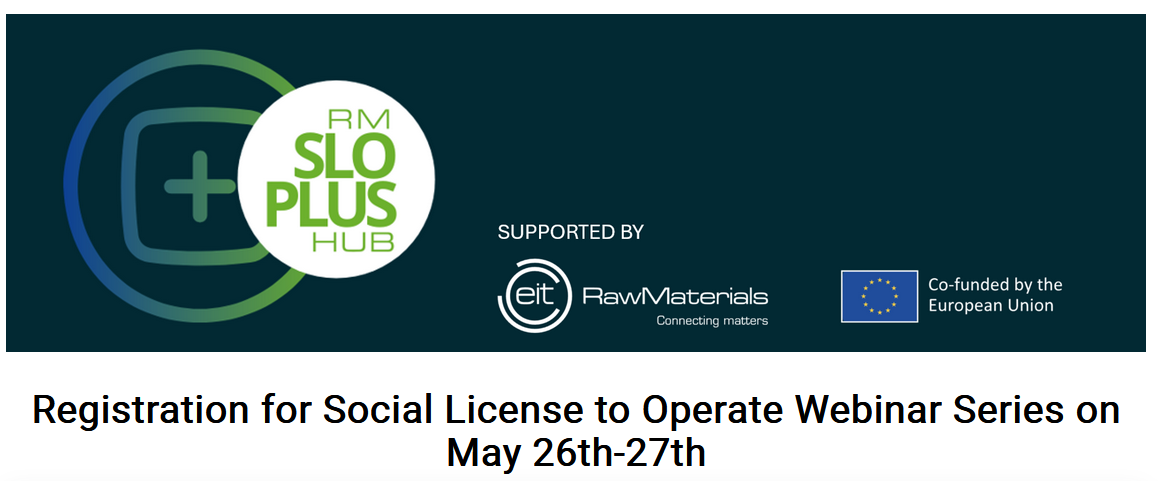 RM
SLO
PLUS
HUB
SUPPORTED BY
eit RawMaterials
Connecting matters
Co-funded by the
European Union
Registration for Social License to Operate Webinar Series on
May 26th-27th